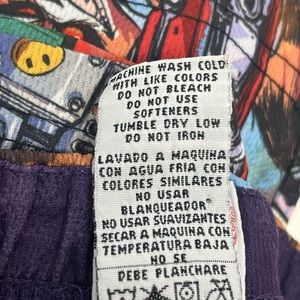 MACHINE WASH COLD
WITH LIKE COLORS
DO NOT BLEACH
DO NOT USE
SOFTENERS
TUMBLE DRY LOW
DO NOT IRON
LAVADO A MAQUINA
CON AGUA FRIA CON
COLORES SIMILARES
NO USAR
BLANQUEADOR
NO USAR SUAVIZANTES
SECAR A MAQUINA CON
TEMPERATURA BAJA
NO SE
DEBE PLANCHARE